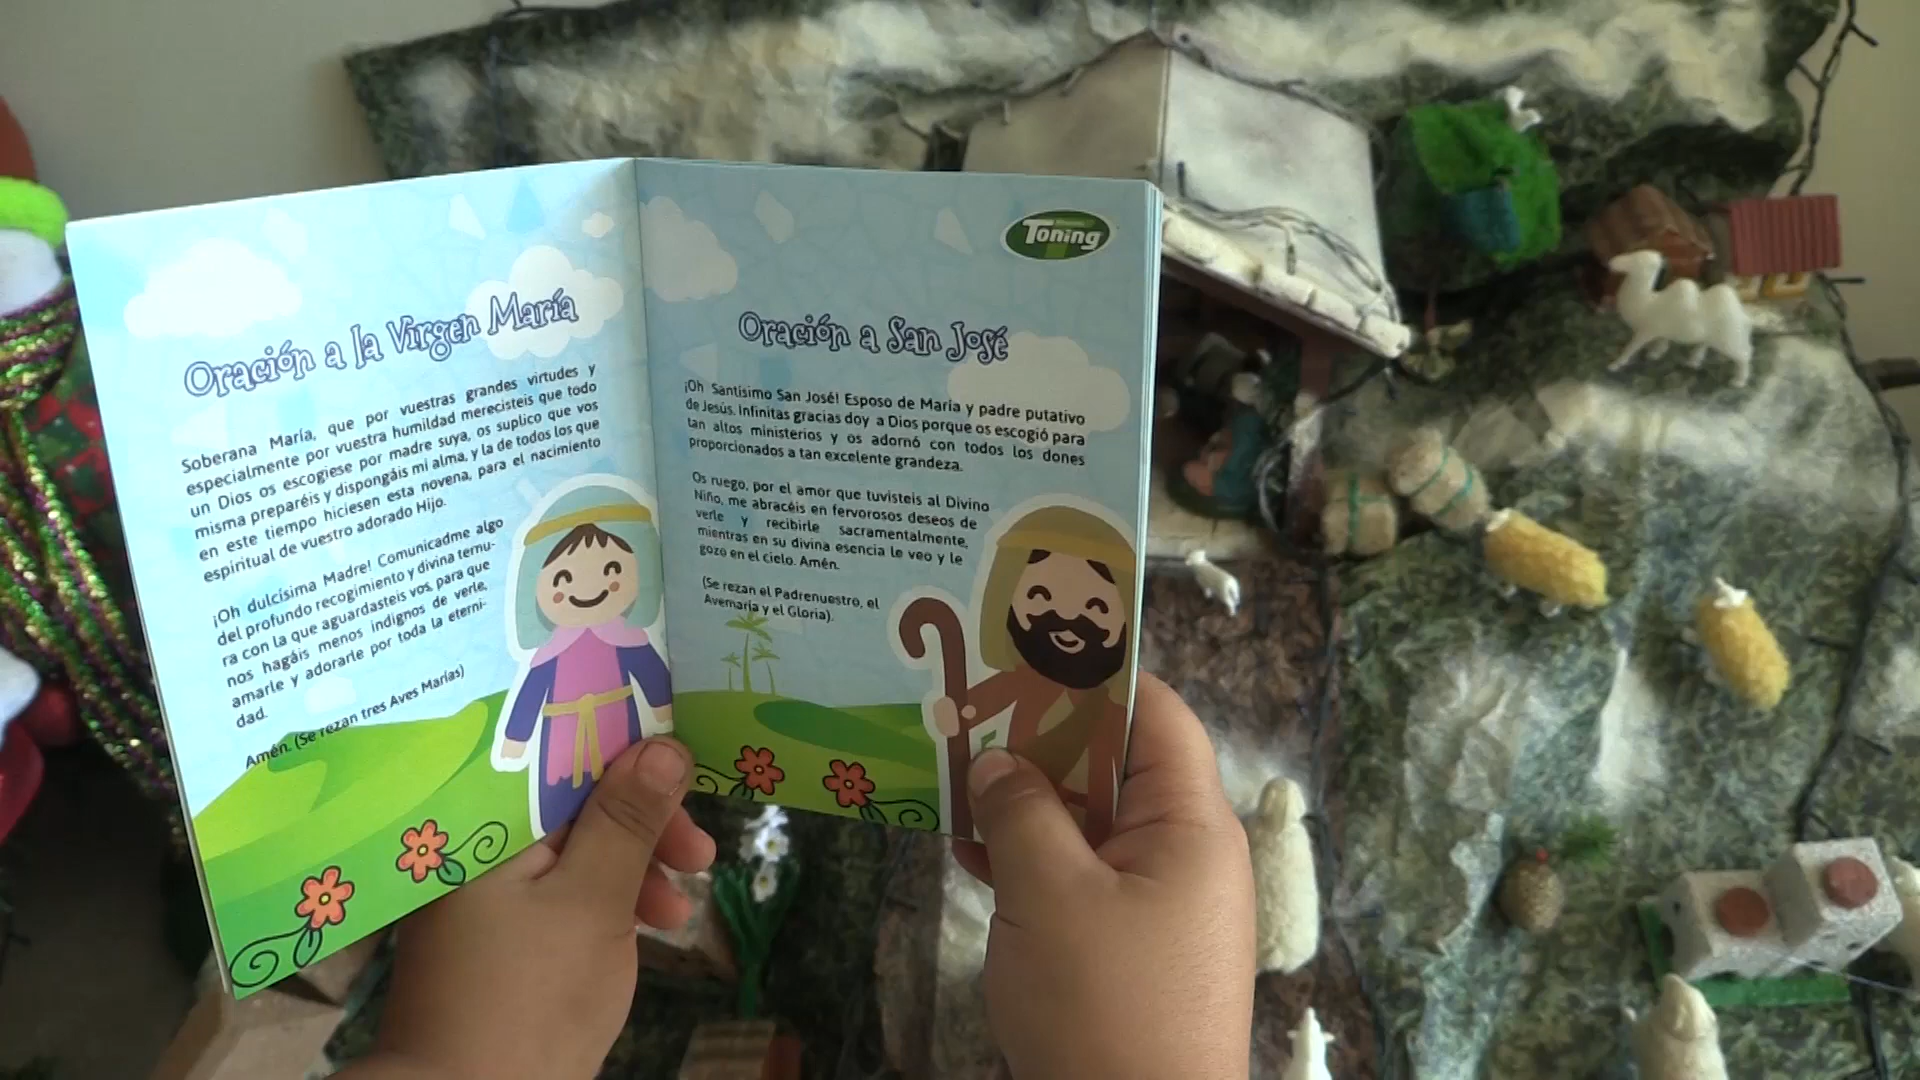 Oración a la Virgen María
Soberana María, que por vuestras grandes virtudes y
especialmente por vuestra humildad merecisteis que todo
un Dios os escogiese por madre suya, os suplico que vos
misma preparéis y dispongáis mi alma, y la de todos los que
en este tiempo hiciesen esta novena, para el nacimiento
espiritual de vuestro adorado Hijo.
¡Oh dulcísima Madre! Comunicadme algo
del profundo recogimiento y divina ternu-
ra con la que aguardasteis vos, para que
nos hagáis menos indignos de verle,
amarle y adorarle por toda la eterni-
dad.
Amén. (Se rezan tres Aves Marías)
Toning
Oración a San José
¡Oh Santísimo San José! Esposo de María y padre putativo
de Jesús. Infinitas gracias doy a Dios porque os escogió para
tan altos ministerios y os adornó con todos los dones
proporcionados a tan excelente grandeza.
Os ruego, por el amor que tuvisteis al Divino
Niño, me abracéis en fervorosos deseos de
verle y recibirle sacramentalmente,
mientras en su divina esencia le veo y le
gozo en el cielo. Amén.
(Se rezan el Padrenuestro, el
Avemaría y el Gloria).